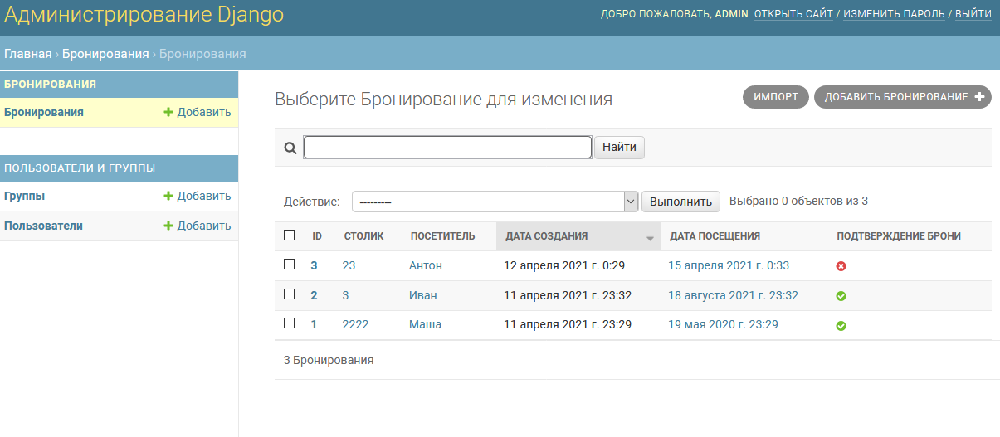 Администрирование Django
ДОБРО ПОЖАЛОВАТЬ, ADMIN. ОТКРЫТЬ САЙТ / ИЗМЕНИТЬ ПАРОЛЬ / ВЫЙТИ
Главная › Бронирования › Бронирования
БРОНИРОВАНИЯ
Бронирования Добавить
ПОЛЬЗОВАТЕЛИ И ГРУППЫ
Группы Добавить
Пользователи Добавить
Выберите Бронирование для изменения
ИМПОРТ ДОБАВИТЬ БРОНИРОВАНИЕ
Найти
Действие: --------- Выполнить Выбрано 0 объектов из 3
ID СТОЛИК ПОСЕТИТЕЛЬ ДАТА СОЗДАНИЯ ДАТА ПОСЕЩЕНИЯ ПОДТВЕРЖДЕНИЕ БРОНИ
3 23 Антон 12 апреля 2021 г. 0:29 15 апреля 2021 г. 0:33
2 3 Иван 11 апреля 2021 г. 23:32 18 августа 2021 г. 23:32
1 2222 Маша 11 апреля 2021 г. 23:29 19 мая 2020 г. 23:29
3 Бронирования